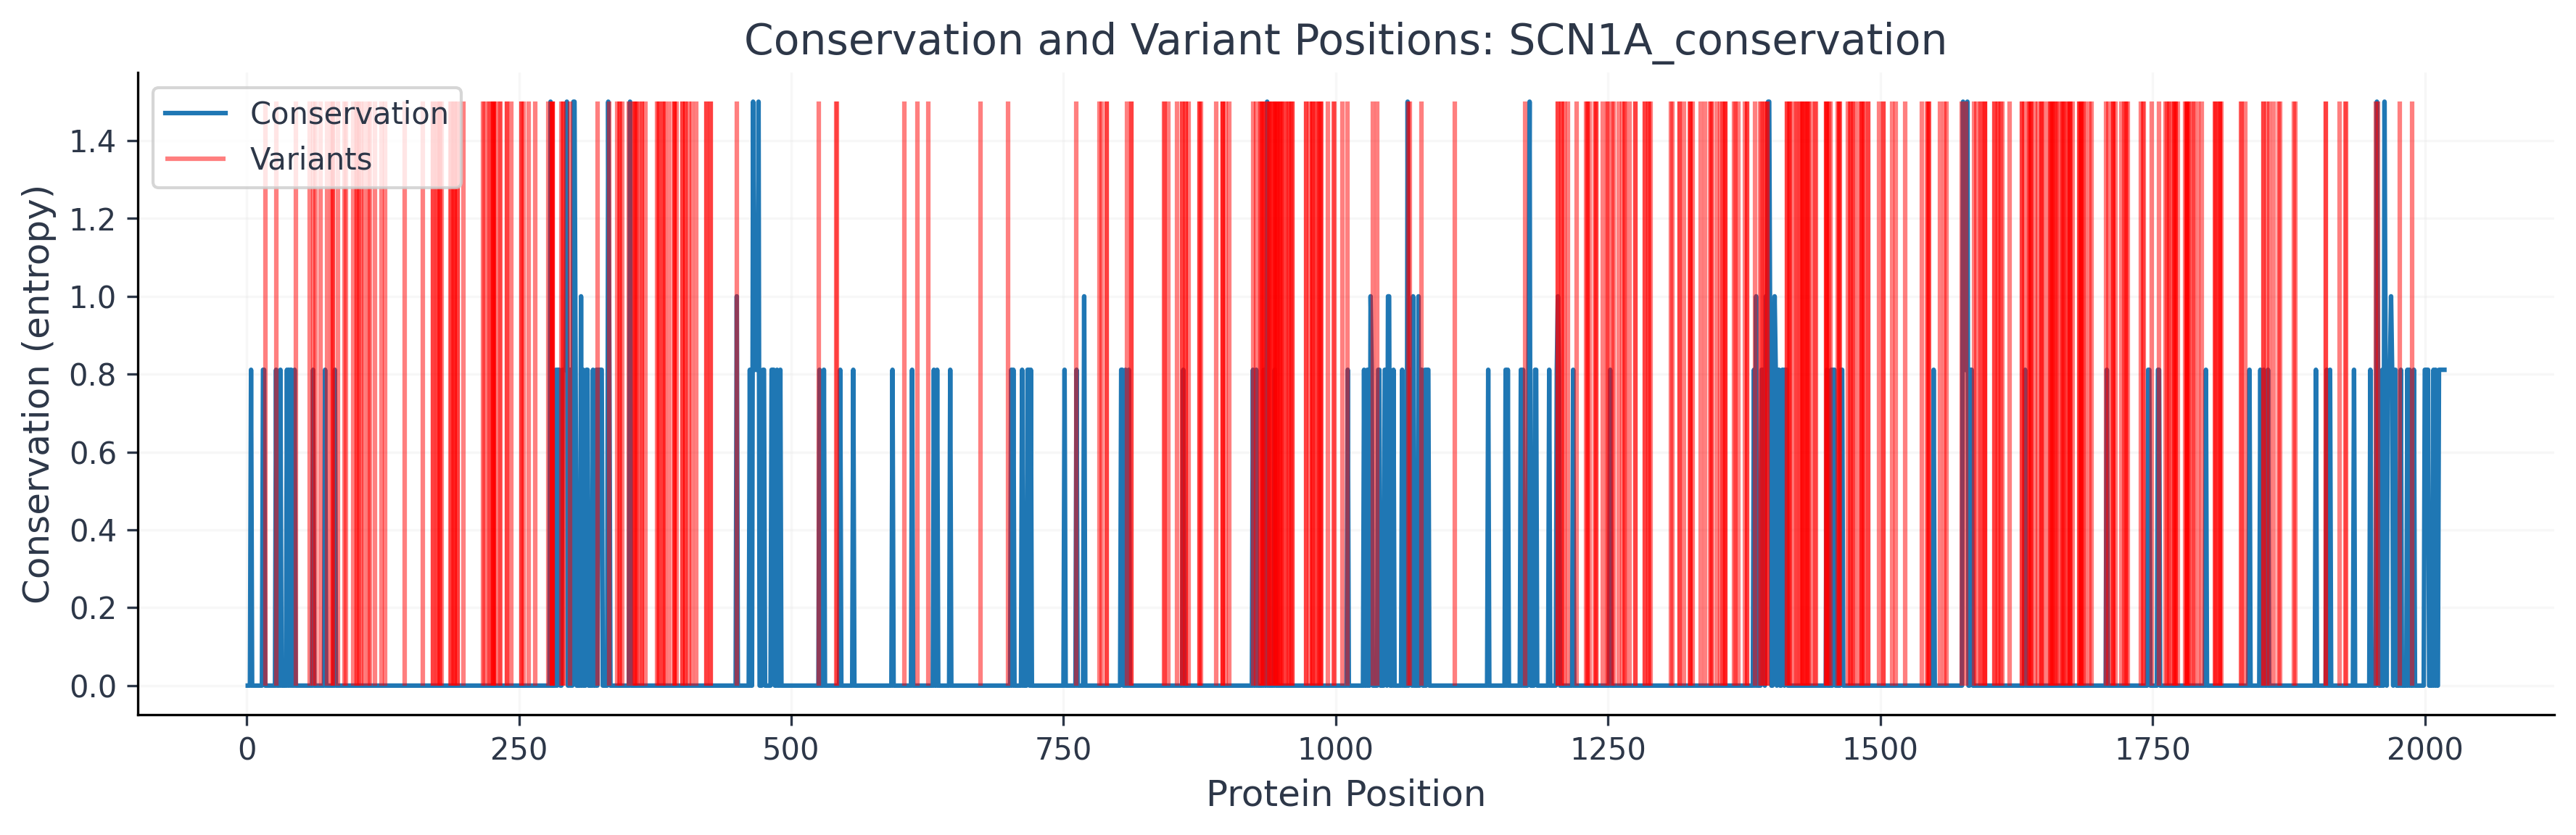 Conservation and Variant Positions: SCN1A_conservation
Conservation
Variants
Conservation (entropy)
1.4
1.2
1.0
0.8
0.6
0.4
0.2
0.0
0 250 500 750 1000 1250 1500 1750 2000
Protein Position